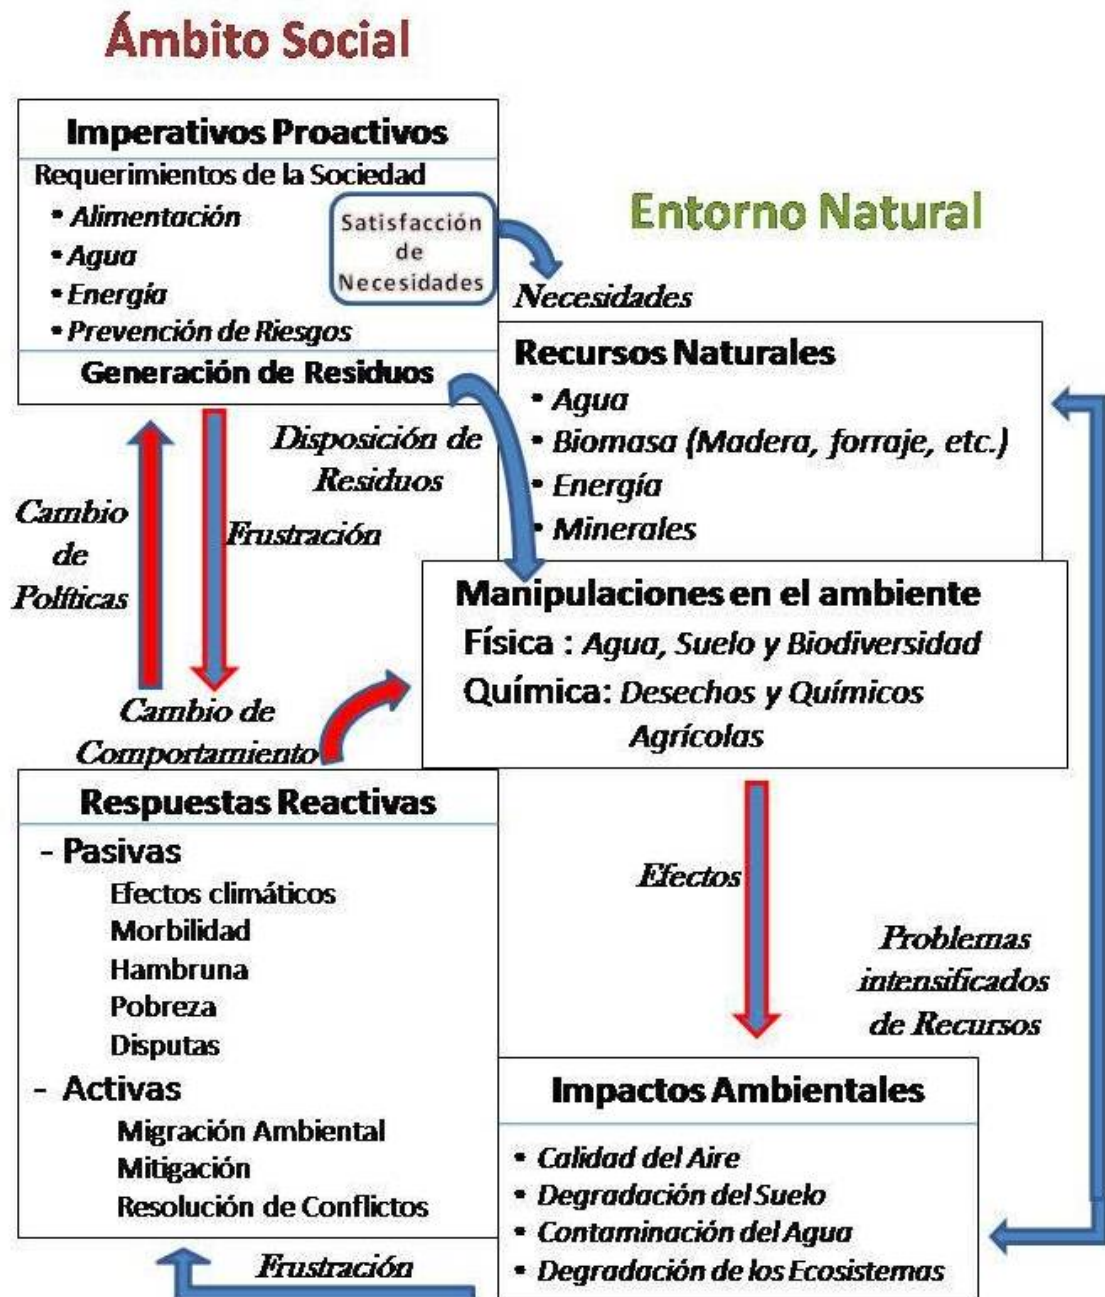 Ámbito Social
Imperativos Proactivos
Requerimientos de la Sociedad
• Alimentación
• Agua
• Energía
• Prevención de Riesgos
Satisfacción
de
Necesidades
Generación de Residuos
Entorno Natural
Necesidades
Recursos Naturales
• Agua
• Biomasa (Madera, forraje, etc.)
• Energía
• Minerales
Disposición de
Residuos
Cambio
de
Políticas
Frustración
Manipulaciones en el ambiente
Física : Agua, Suelo y Biodiversidad
Química: Desechos y Químicos
Agrícolas
Cambio de
Comportamiento
Respuestas Reactivas
- Pasivas
Efectos climáticos
Morbilidad
Hambruna
Pobreza
Disputas
- Activas
Migración Ambiental
Mitigación
Resolución de Conflictos
Efectos
Problemas
intensificados
de Recursos
Impactos Ambientales
• Calidad del Aire
• Degradación del Suelo
• Contaminación del Agua
• Degradación de los Ecosistemas
Frustración